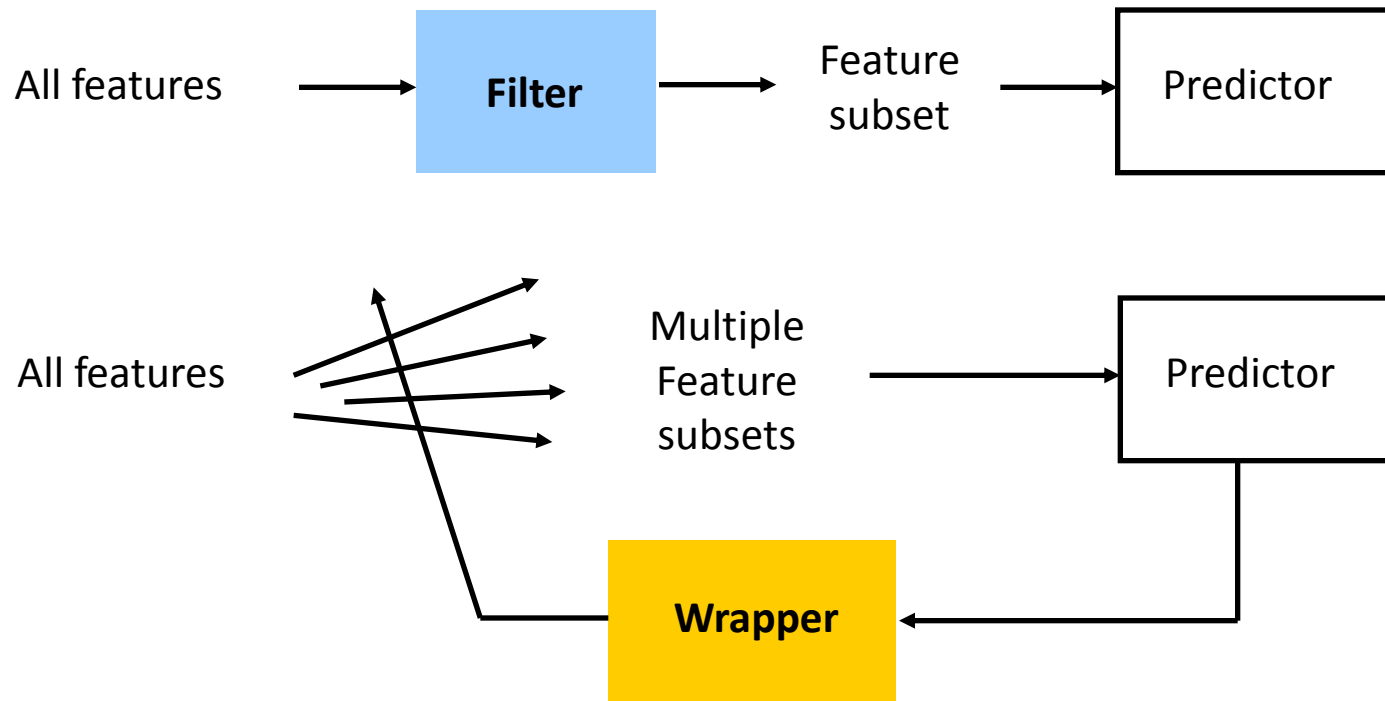 All features
Filter
Feature
subset
Predictor
All features
Multiple
Feature
subsets
Predictor
Wrapper